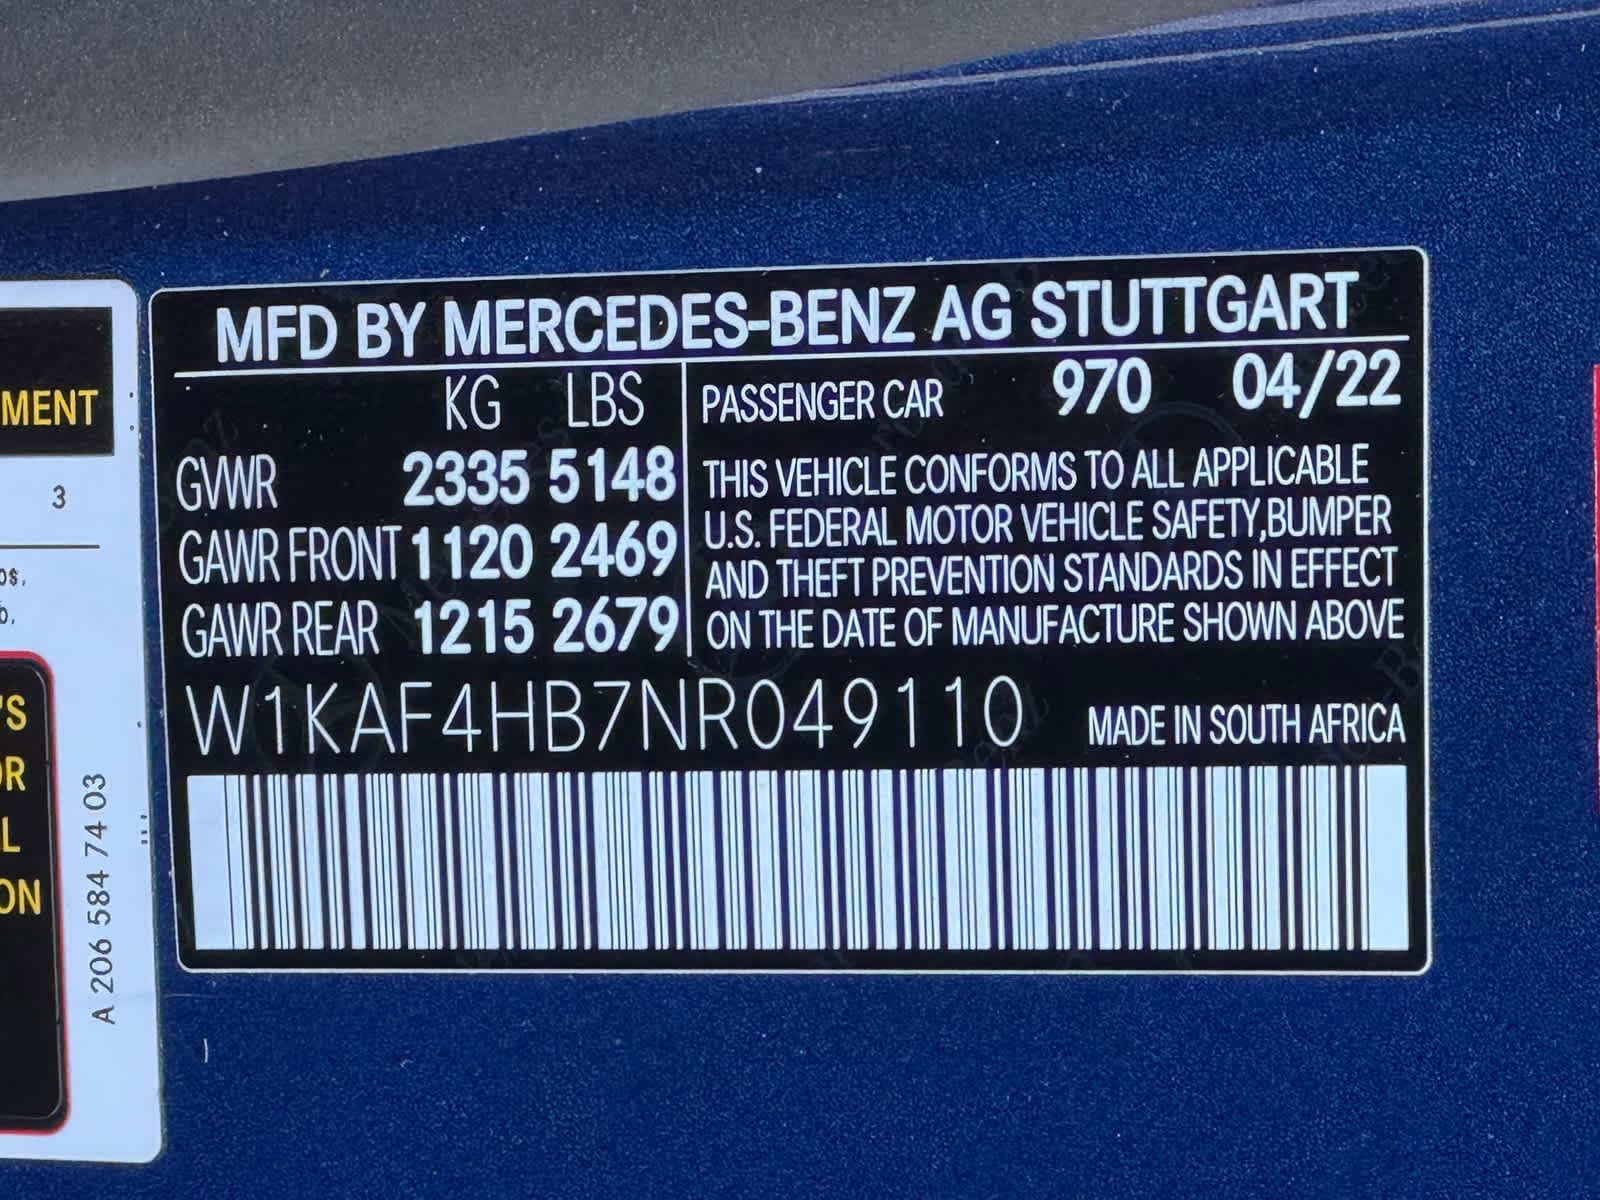 MENT
3
os.
b.
'S
OR
L
ON
A 206 584 74 03
MFD BY MERCEDES-BENZ AG STUTTGART
KG LBS
GVWR 2335 5148
GAWR FRONT 1120 2469
GAWR REAR 1215 2679
PASSENGER CAR 970 04/22
THIS VEHICLE CONFORMS TO ALL APPLICABLE
U.S. FEDERAL MOTOR VEHICLE SAFETY,BUMPER
AND THEFT PREVENTION STANDARDS IN EFFECT
ON THE DATE OF MANUFACTURE SHOWN ABOVE
W1KAF4HB7NR049110 MADE IN SOUTH AFRICA